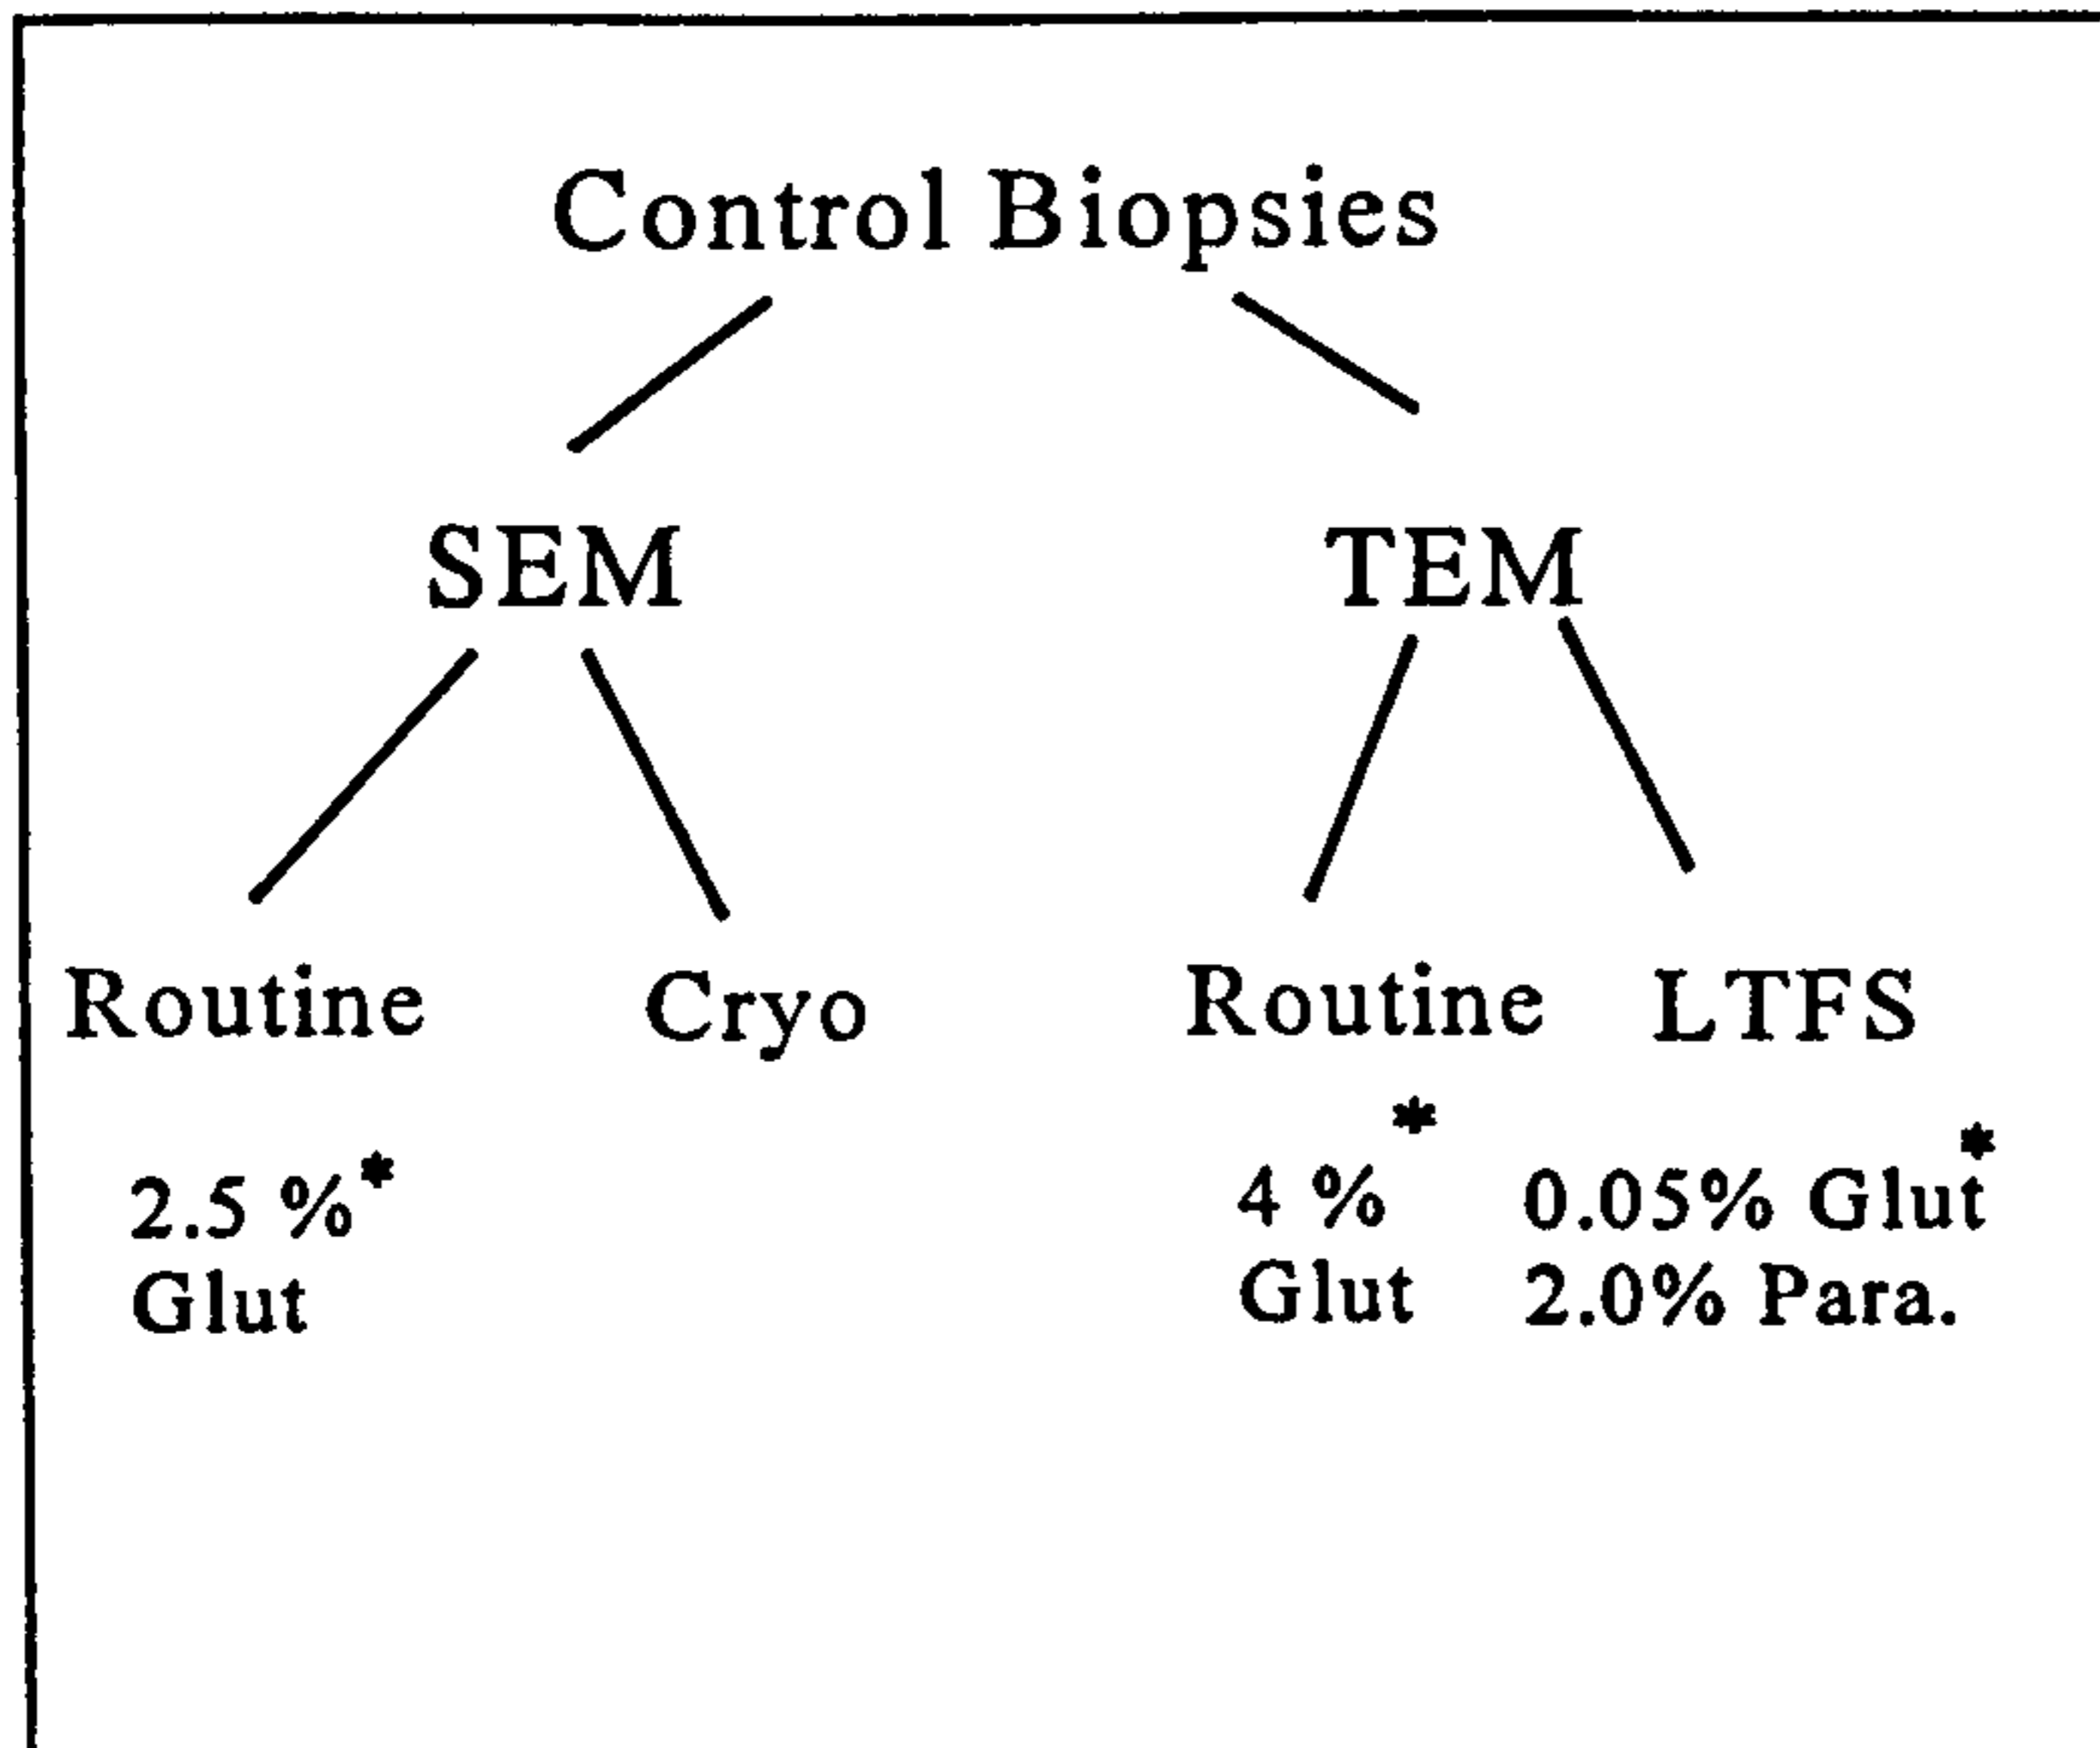 Control Biopsies
SEM TEM
Routine Cryo Routine LTFS
2.5 %* 4 %* 0.05% Glut*
Glut Glut 2.0% Para.